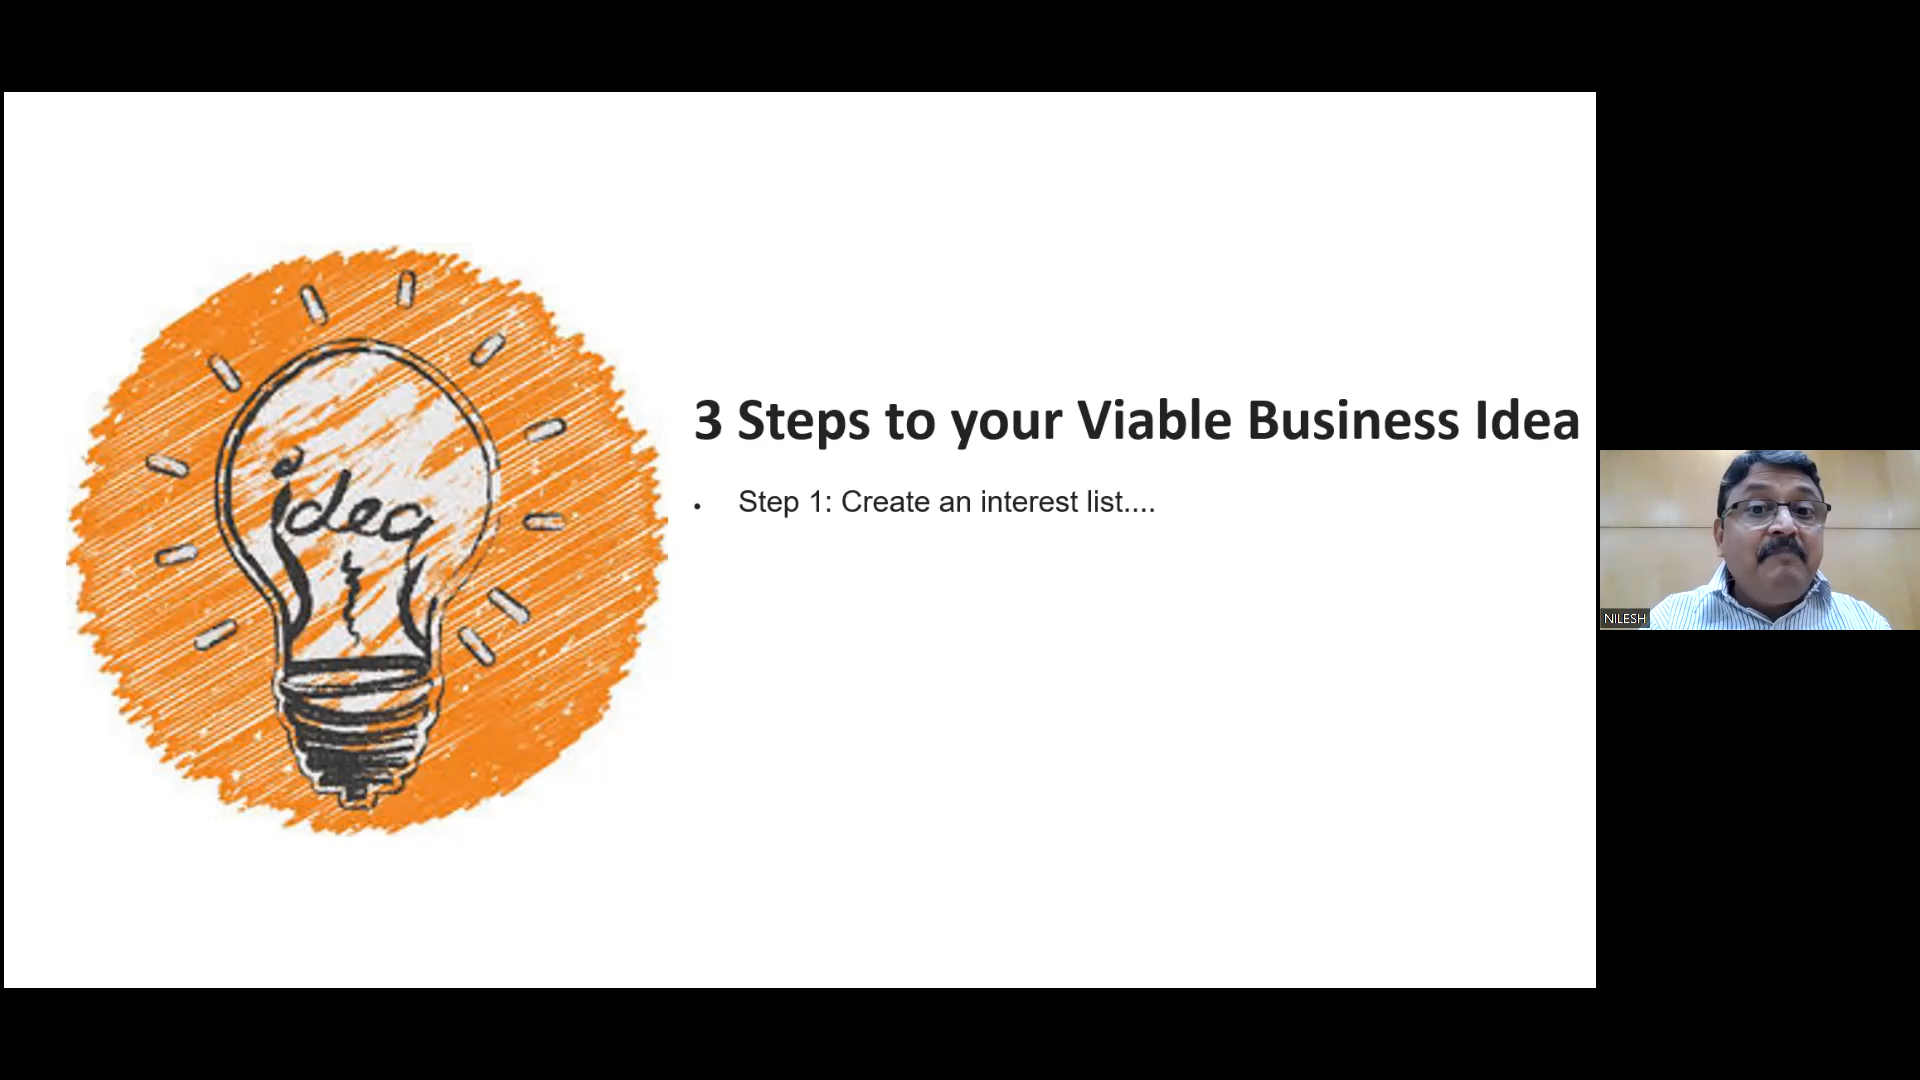 idea
3 Steps to your Viable Business Idea
• Step 1: Create an interest list....
NILESH